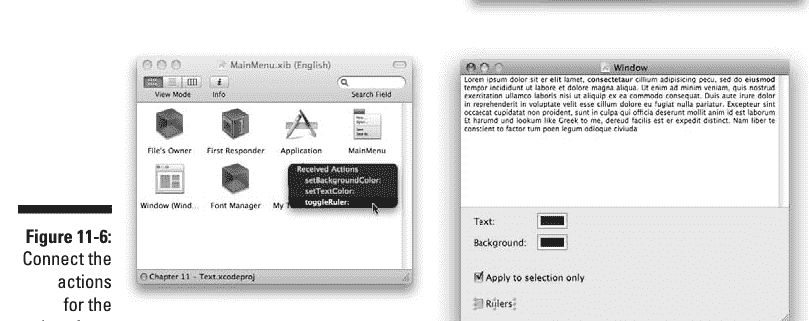 MainMenu.xib (English)
View Mode
Info
Search Field
File's Owner
First Responder
Application
MainMenu
Received Actions
setBackgroundColor:
setTextColor:
toggleRuler:
Window (Wind...
Font Manager
My T
Chapter 11 - Text.xcodeproj
Window
Lorem ipsum dolor sit er elit lamet, consectetaur cillium adipisicing pecu, sed do eiusmod
tempor incididunt ut labore et dolore magna aliqua. Ut enim ad minim veniam, quis nostrud
exercitation ullamco laboris nisi ut aliquip ex ea commodo consequat. Duis aute irure dolor
in reprehenderit in voluptate velit esse cillum dolore eu fugiat nulla pariatur. Excepteur sint
occaecat cupidatat non proident, sunt in culpa qui officia deserunt mollit anim id est laborum
Et harumd und lookum like Greek to me, dereud facilis est er expedit distinct. Nam liber te
conscient to factor tum poen legum odioque civiuda
Text:
Background:
Apply to selection only
Rulers
Figure 11-6:
Connect the
actions
for the